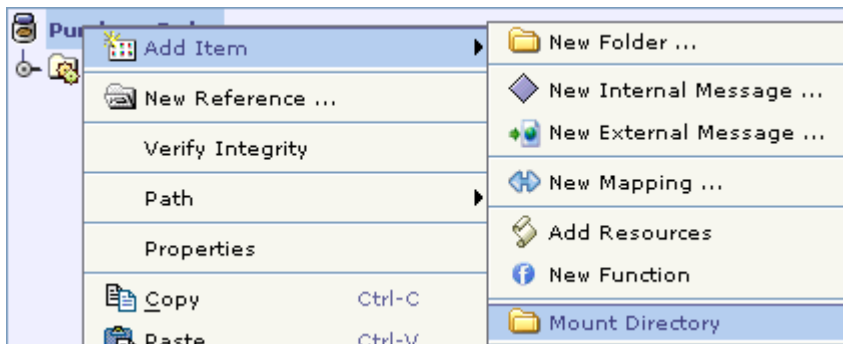 Add Item
New Reference ...
Verify Integrity
Path
Properties
Copy Ctrl-C
Paste Ctrl-V
New Folder ...
New Internal Message ...
New External Message ...
New Mapping ...
Add Resources
New Function
Mount Directory